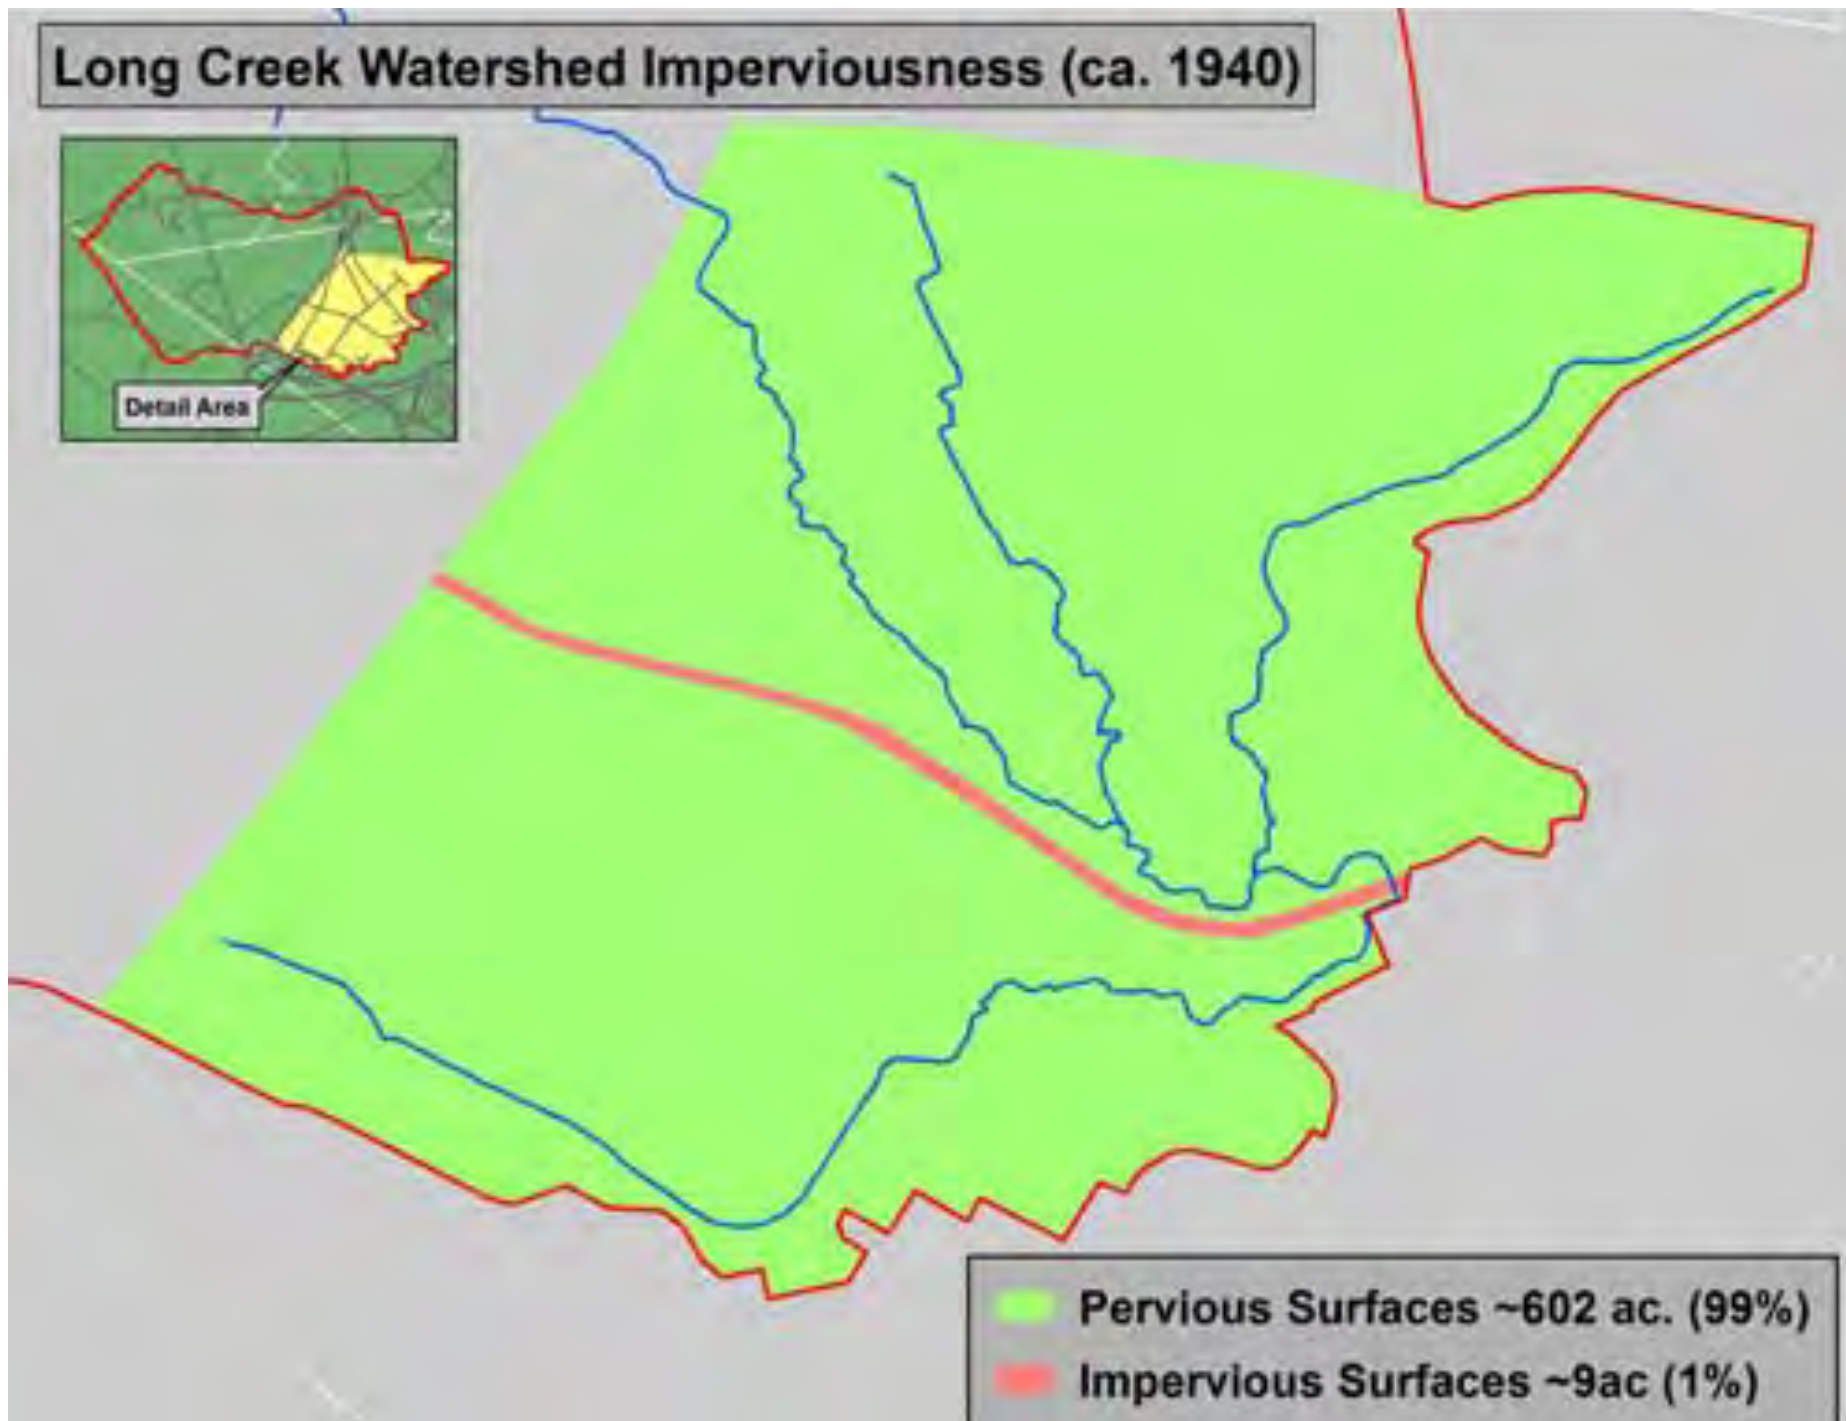 Long Creek Watershed Imperviousness (ca. 1940)
Detail Area
Pervious Surfaces ~602 ac. (99%)
Impervious Surfaces ~9ac (1%)